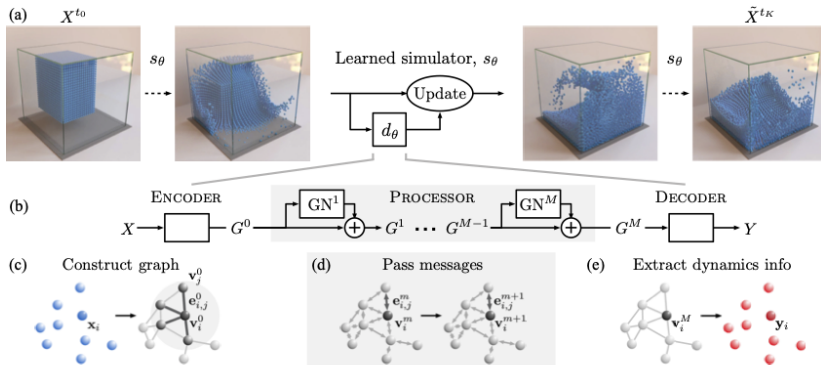 (a)
X^{t_0}
s_θ
Learned simulator, s_θ
Update
d_θ
s_θ
X̃^{t_K}
(b)
ENCODER
PROCESSOR
DECODER
X
G^0
GN^1
+
G^1
...
G^{M−1}
GN^M
+
G^M
Y
(c)
Construct graph
x_i
v_j^0
e_{i,j}^0
v_i^0
(d)
Pass messages
e_{i,j}^m
v_i^m
e_{i,j}^{m+1}
v_i^{m+1}
(e)
Extract dynamics info
v_i^M
y_i